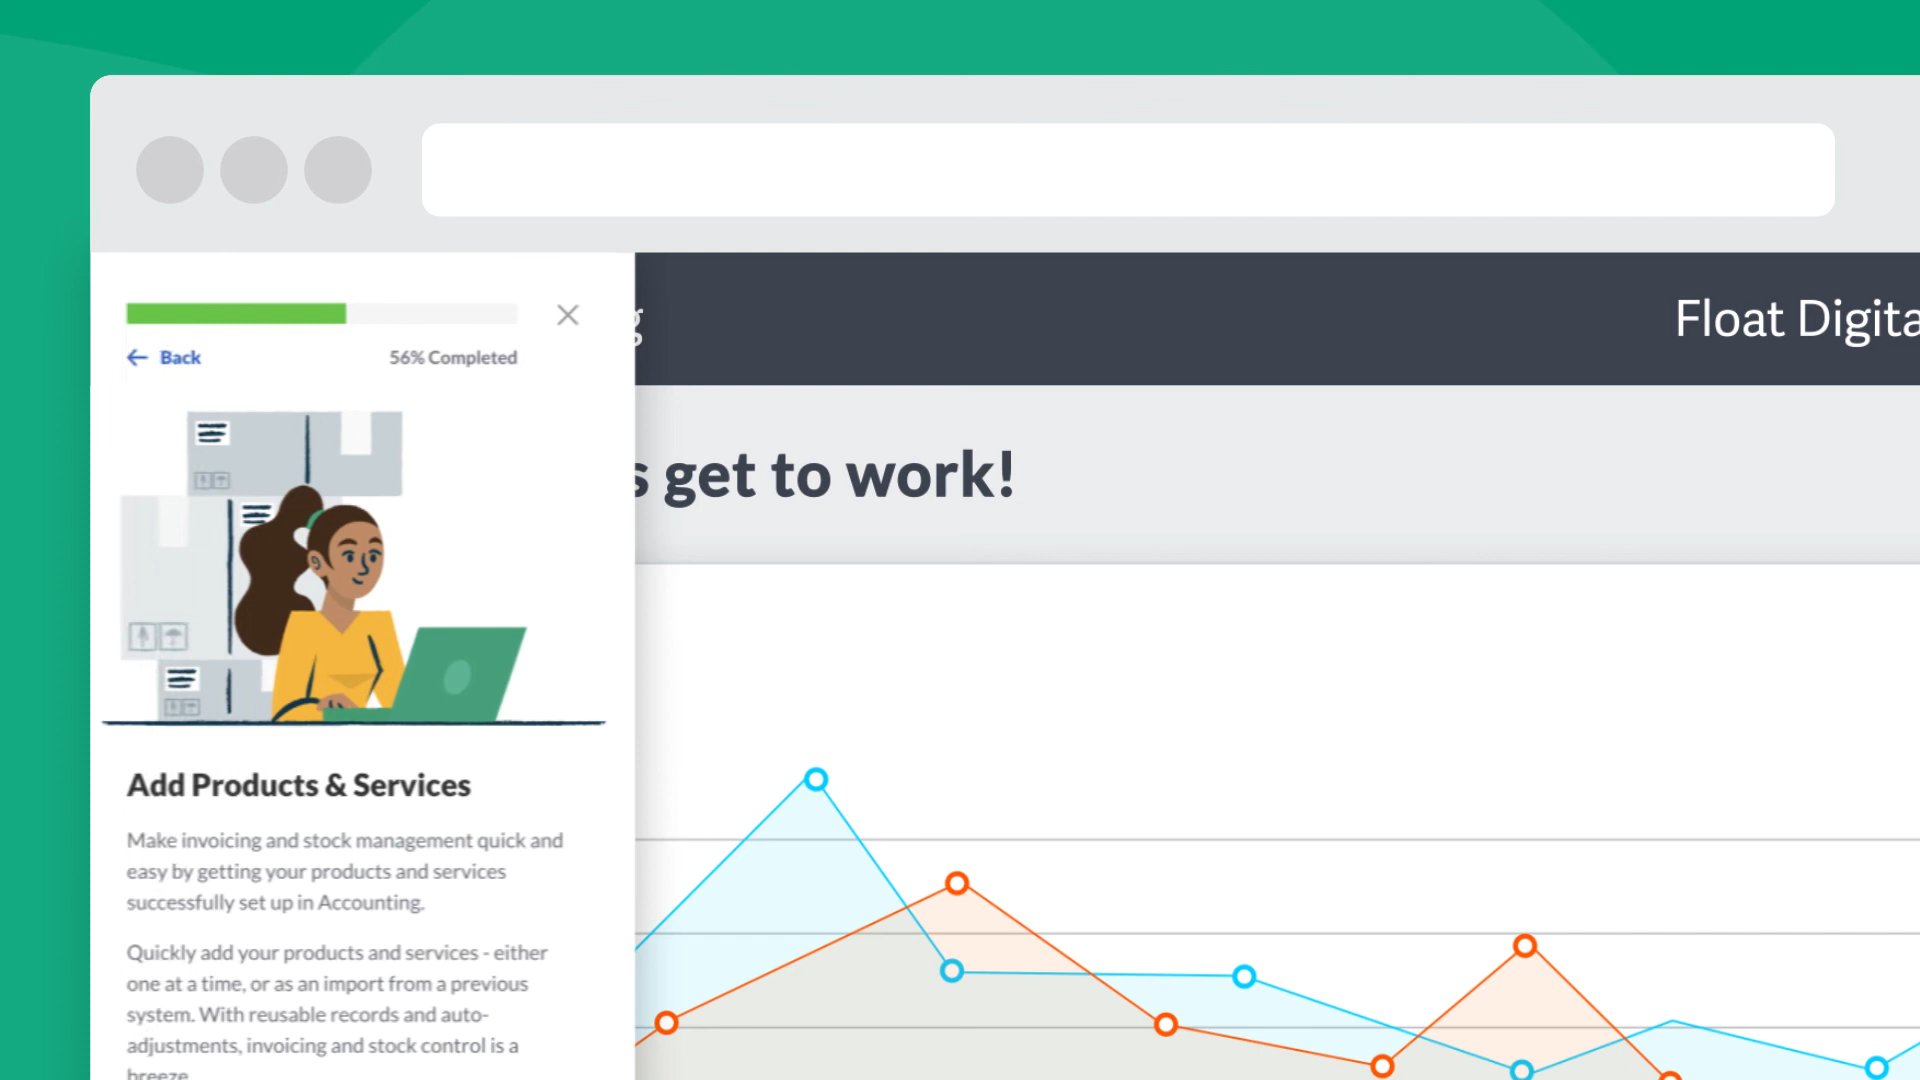 Float Digita
Back
56% Completed
get to work!
Add Products & Services
Make invoicing and stock management quick and
easy by getting your products and services
successfully set up in Accounting.
Quickly add your products and services - either
one at a time, or as an import from a previous
system. With reusable records and auto-
adjustments, invoicing and stock control is a
breeze